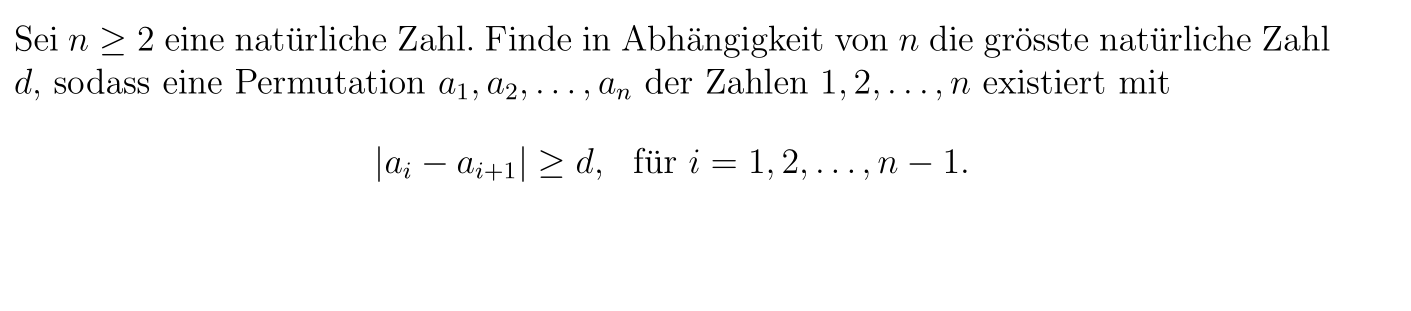 Sei n ≥ 2 eine natürliche Zahl. Finde in Abhängigkeit von n die grösste natürliche Zahl
d, sodass eine Permutation a₁, a₂, . . . , aₙ der Zahlen 1, 2, . . . , n existiert mit
|aᵢ − aᵢ₊₁| ≥ d, für i = 1, 2, . . . , n − 1.